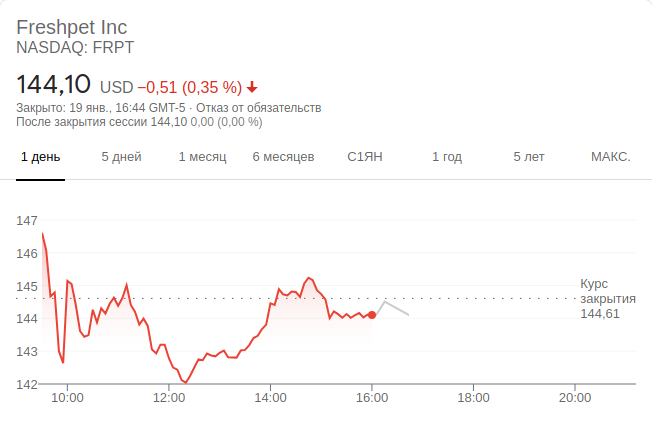 Freshpet Inc
NASDAQ: FRPT
144,10 USD −0,51 (0,35 %)
Закрыто: 19 янв., 16:44 GMT-5 · Отказ от обязательств
После закрытия сессии 144,10 0,00 (0,00 %)
1 день 5 дней 1 месяц 6 месяцев С1ЯН 1 год 5 лет МАКС.
147
146
145
144
143
142
Курс
закрытия
144,61
10:00 12:00 14:00 16:00 18:00 20:00